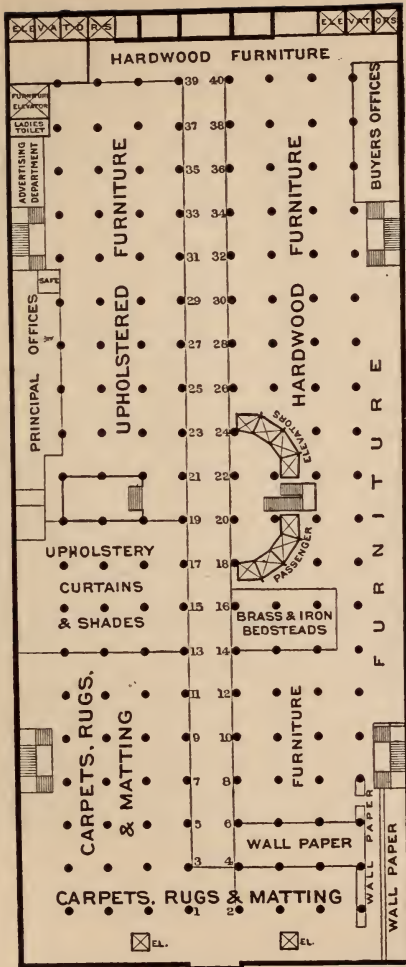 ELEVATORS
ELEVATORS
HARDWOOD FURNITURE
39 40
FURNITURE
ELEVATOR
LADIES
TOILET
ADVERTISING
DEPARTMENT
BUYERS OFFICES
37 38
35 36
33 34
31 32
SAFE
29 30
27 28
25 26
23 24
21 22
19 20
17 18
15 16
13 14
11 12
9 10
7 8
5 6
3 4
1 2
PRINCIPAL OFFICES
UPHOLSTERED FURNITURE
HARDWOOD FURNITURE
PASSENGER ELEVATORS
FURNITURE
UPHOLSTERY
CURTAINS
& SHADES
BRASS & IRON
BEDSTEADS
CARPETS, RUGS,
& MATTING
FURNITURE
WALL PAPER
WALL PAPER
WALL PAPER
CARPETS, RUGS & MATTING
EL.
EL.